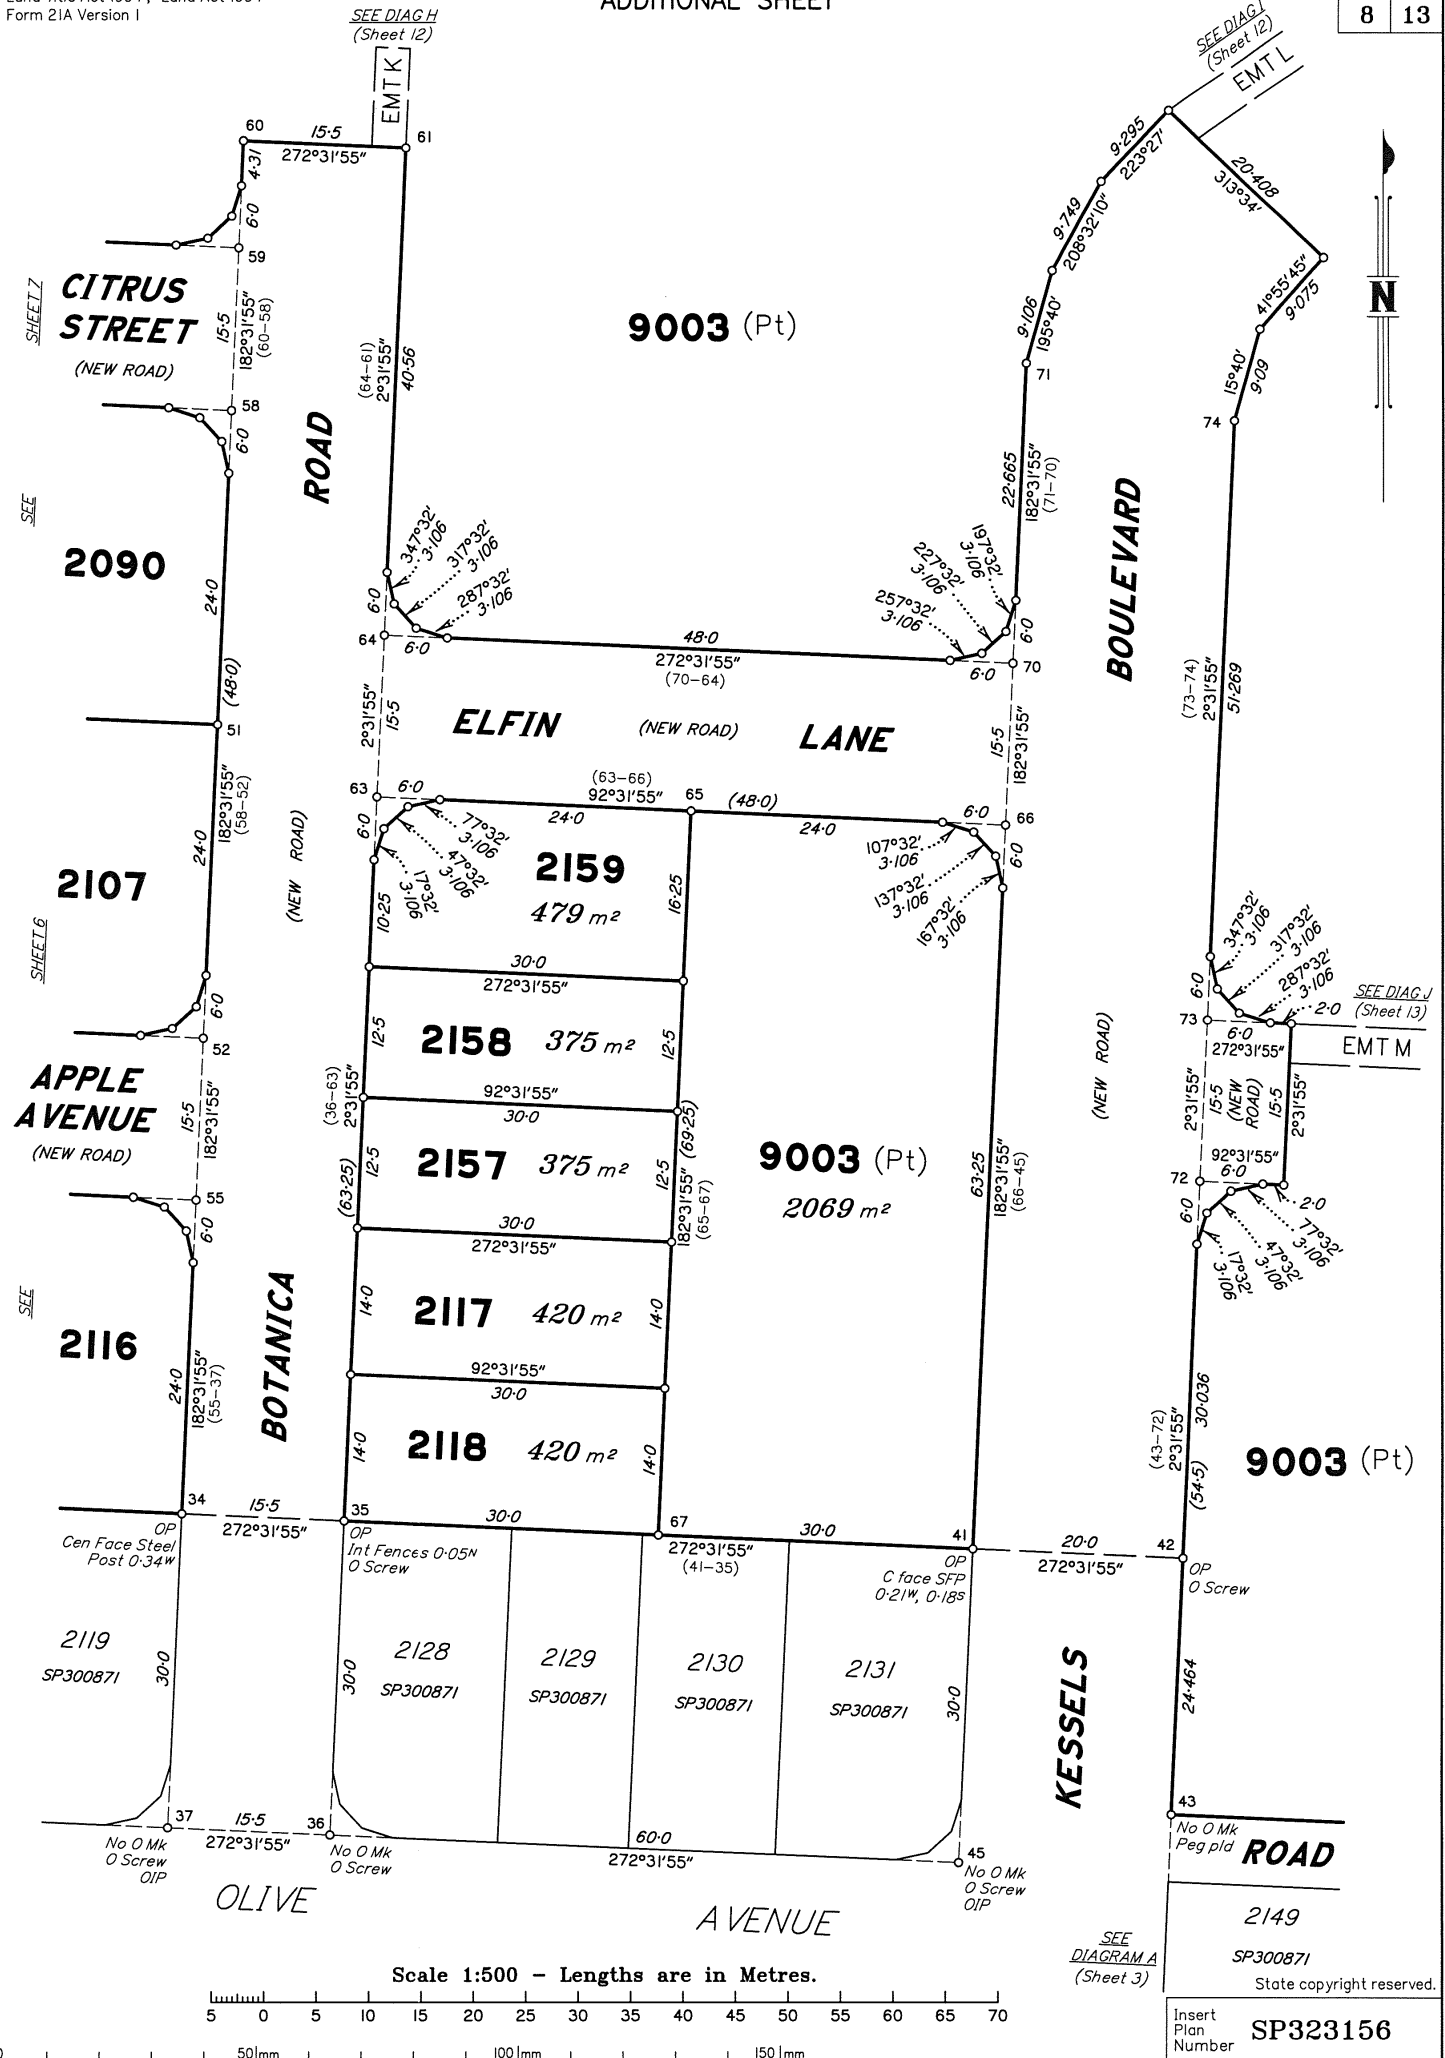 Form 21A Version 1
ADDITIONAL SHEET
8 13
SEE DIAG H
(Sheet 12)
EMT K
SEE DIAG I
(Sheet 12)
EMT L
60
15·5
272°31'55"
61
4·31
6·0
59
9·295
223°27'
20·408
313°34'
9·749
208°32'10"
9·106
195°40'
41°55'45"
9·075
15°40'
9·09
N
SHEET 7
CITRUS
STREET
(NEW ROAD)
15·5
182°31'55"
(60-58)
(64-61)
2°31'55"
40·56
9003 (Pt)
71
74
58
6·0
ROAD
22·665
182°31'55"
(71-70)
BOULEVARD
SEE
2090
24·0
(48·0)
347°32'
3·106
317°32'
3·106
287°32'
3·106
6·0
64
6·0
48·0
272°31'55"
(70-64)
257°32'
3·106
227°32'
3·106
197°32'
3·106
6·0
70
6·0
(73-74)
2°31'55"
51·269
2°31'55"
15·5
ELFIN
(NEW ROAD)
LANE
15·5
182°31'55"
51
182°31'55"
(58-52)
24·0
(NEW ROAD)
63
6·0
(63-66)
92°31'55"
24·0
65
(48·0)
24·0
6·0
66
6·0
6·0
77°32'
3·106
47°32'
3·106
17°32'
3·106
107°32'
3·106
137°32'
3·106
167°32'
3·106
2107
SHEET 6
2159
479 m²
10·25
16·25
30·0
272°31'55"
6·0
52
12·5
2158 375 m²
12·5
347°32'
3·106
317°32'
3·106
287°32'
3·106
2·0
6·0
73
6·0
272°31'55"
SEE DIAG J
(Sheet 13)
EMT M
(NEW ROAD)
APPLE
AVENUE
(NEW ROAD)
15·5
182°31'55"
(36-63)
2°31'55"
(63·25)
92°31'55"
30·0
12·5
2157 375 m²
12·5
182°31'55" (69·25)
(65-67)
9003 (Pt)
2069 m²
63·25
182°31'55"
(66-45)
2°31'55"
15·5
(NEW
ROAD)
15·5
2°31'55"
92°31'55"
72
6·0
2·0
6·0
77°32'
3·106
47°32'
3·106
17°32'
3·106
55
6·0
30·0
272°31'55"
SEE
2116
24·0
182°31'55"
(55-37)
BOTANICA
14·0
2117 420 m²
14·0
92°31'55"
30·0
14·0
2118 420 m²
14·0
(43-72)
2°31'55"
30·036
(54·5)
9003 (Pt)
34
15·5
272°31'55"
35
30·0
67
272°31'55"
(41-35)
30·0
41
20·0
272°31'55"
42
OP
Cen Face Steel
Post 0·34W
OP
Int Fences 0·05N
O Screw
OP
C face SFP
0·21W, 0·18S
OP
O Screw
2119
SP300871
30·0
30·0
2128
SP300871
2129
SP300871
2130
SP300871
2131
SP300871
30·0
KESSELS
24·464
37
15·5
272°31'55"
36
60·0
272°31'55"
45
43
No O Mk
O Screw
OIP
No O Mk
O Screw
No O Mk
O Screw
OIP
No O Mk
Peg pld
ROAD
OLIVE
AVENUE
2149
SP300871
SEE
DIAGRAM A
(Sheet 3)
Scale 1:500 – Lengths are in Metres.
State copyright reserved.
5 0 5 10 15 20 25 30 35 40 45 50 55 60 65 70
50mm 100mm 150mm
Insert
Plan
Number
SP323156